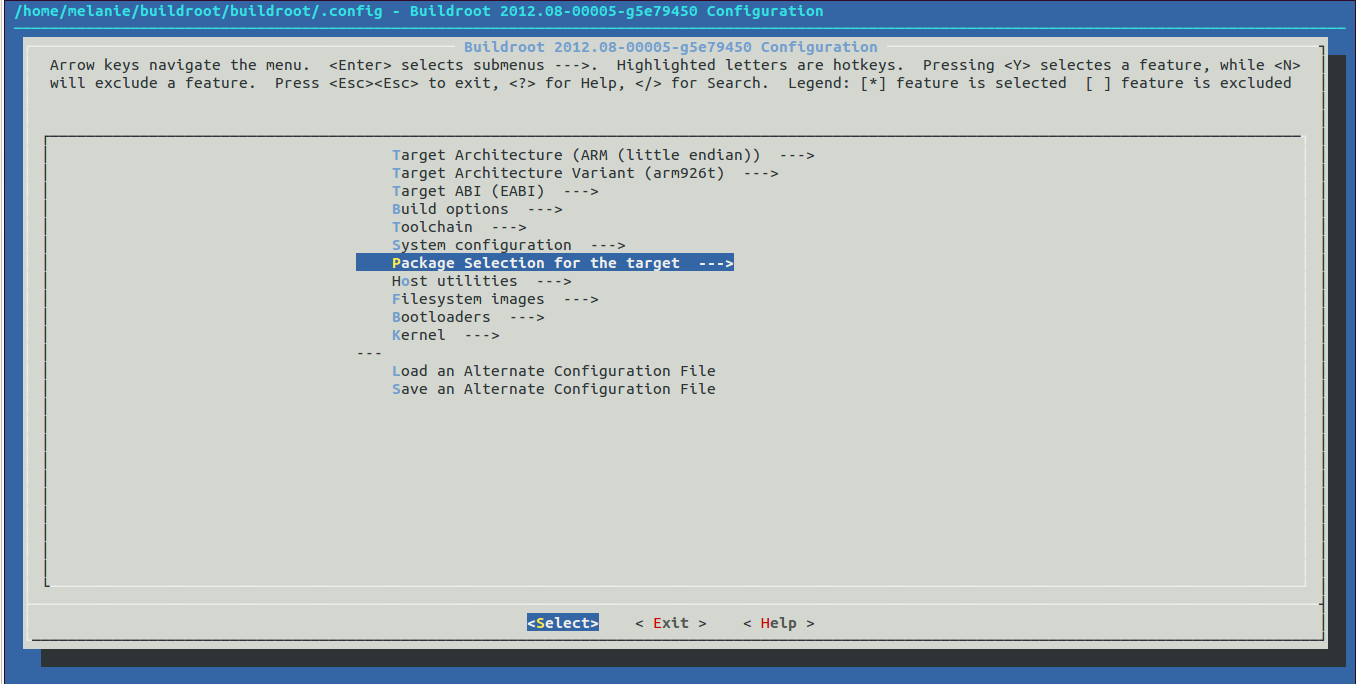 /home/melanie/buildroot/buildroot/.config - Buildroot 2012.08-00005-g5e79450 Configuration
Buildroot 2012.08-00005-g5e79450 Configuration
Arrow keys navigate the menu.  <Enter> selects submenus --->.  Highlighted letters are hotkeys.  Pressing <Y> selectes a feature, while <N>
will exclude a feature.  Press <Esc><Esc> to exit, <?> for Help, </> for Search.  Legend: [*] feature is selected  [ ] feature is excluded
Target Architecture (ARM (little endian))  --->
Target Architecture Variant (arm926t)  --->
Target ABI (EABI)  --->
Build options  --->
Toolchain  --->
System configuration  --->
Package Selection for the target  --->
Host utilities  --->
Filesystem images  --->
Bootloaders  --->
Kernel  --->
---
Load an Alternate Configuration File
Save an Alternate Configuration File
<Select>    < Exit >    < Help >